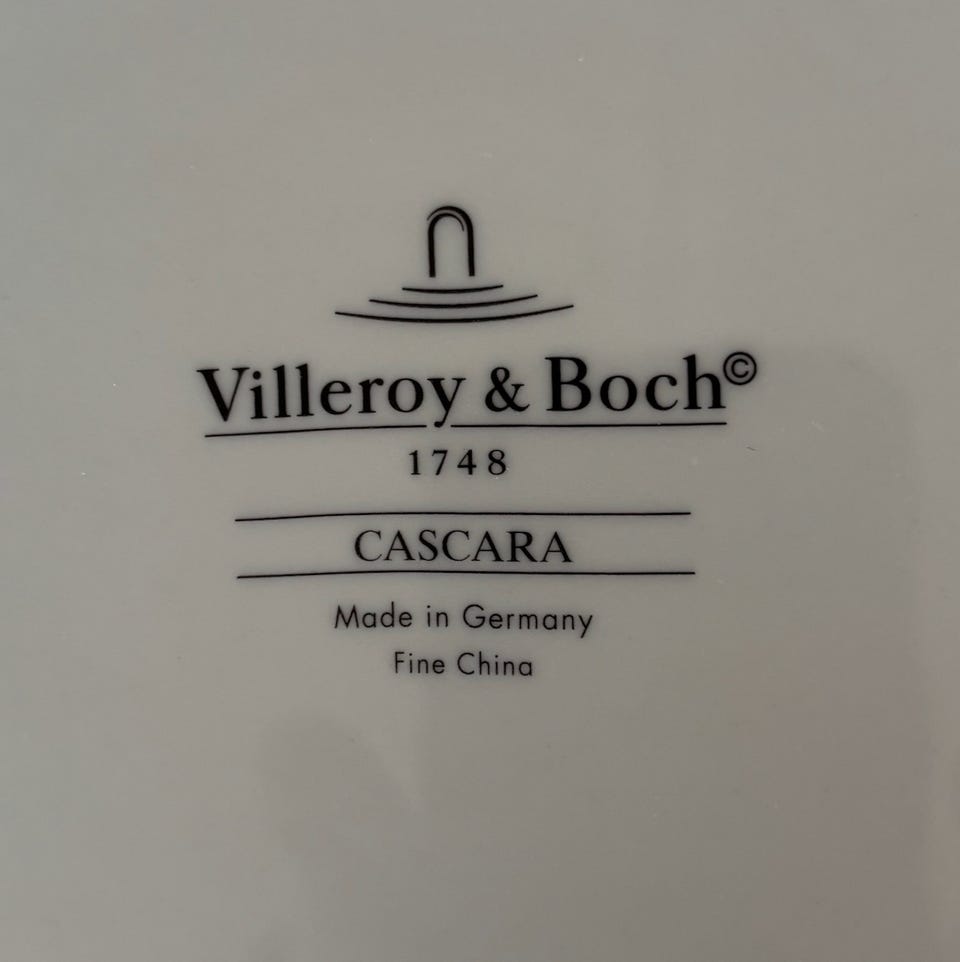 Villeroy & Boch©
1748
CASCARA
Made in Germany
Fine China